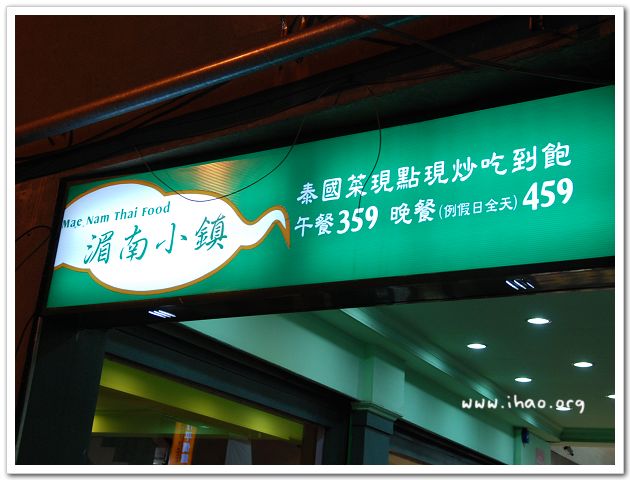 Mae Nam Thai Food
湄南小鎮
泰國菜現點現炒吃到飽
午餐359 晚餐(例假日全天)459
www.ihao.org